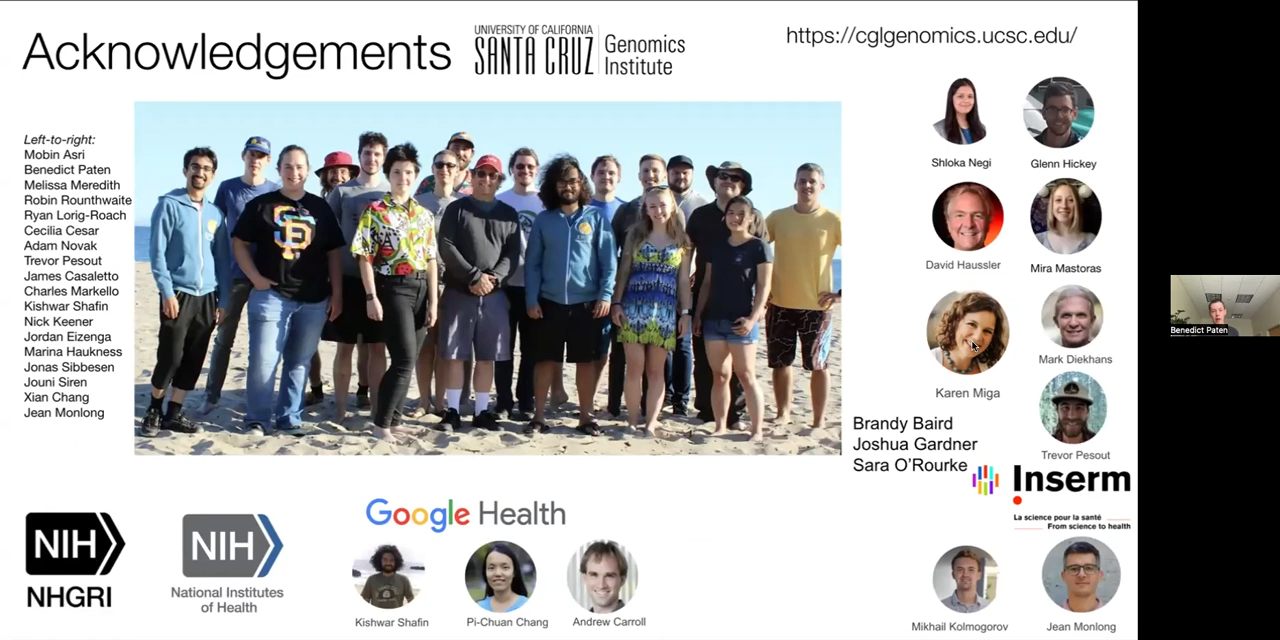 Acknowledgements
UNIVERSITY OF CALIFORNIA
SANTA CRUZ
Genomics
Institute
https://cglgenomics.ucsc.edu/
Left-to-right:
Mobin Asri
Benedict Paten
Melissa Meredith
Robin Rounthwaite
Ryan Lorig-Roach
Cecilia Cesar
Adam Novak
Trevor Pesout
James Casaletto
Charles Markello
Kishwar Shafin
Nick Keener
Jordan Eizenga
Marina Haukness
Jonas Sibbesen
Jouni Siren
Xian Chang
Jean Monlong
Shloka Negi
Glenn Hickey
David Haussler
Mira Mastoras
Karen Miga
Mark Diekhans
Trevor Pesout
Brandy Baird
Joshua Gardner
Sara O'Rourke
Inserm
La science pour la santé
From science to health
Mikhail Kolmogorov
Jean Monlong
NIH
NHGRI
NIH
National Institutes
of Health
Google Health
Kishwar Shafin
Pi-Chuan Chang
Andrew Carroll
Benedict Paten
SF